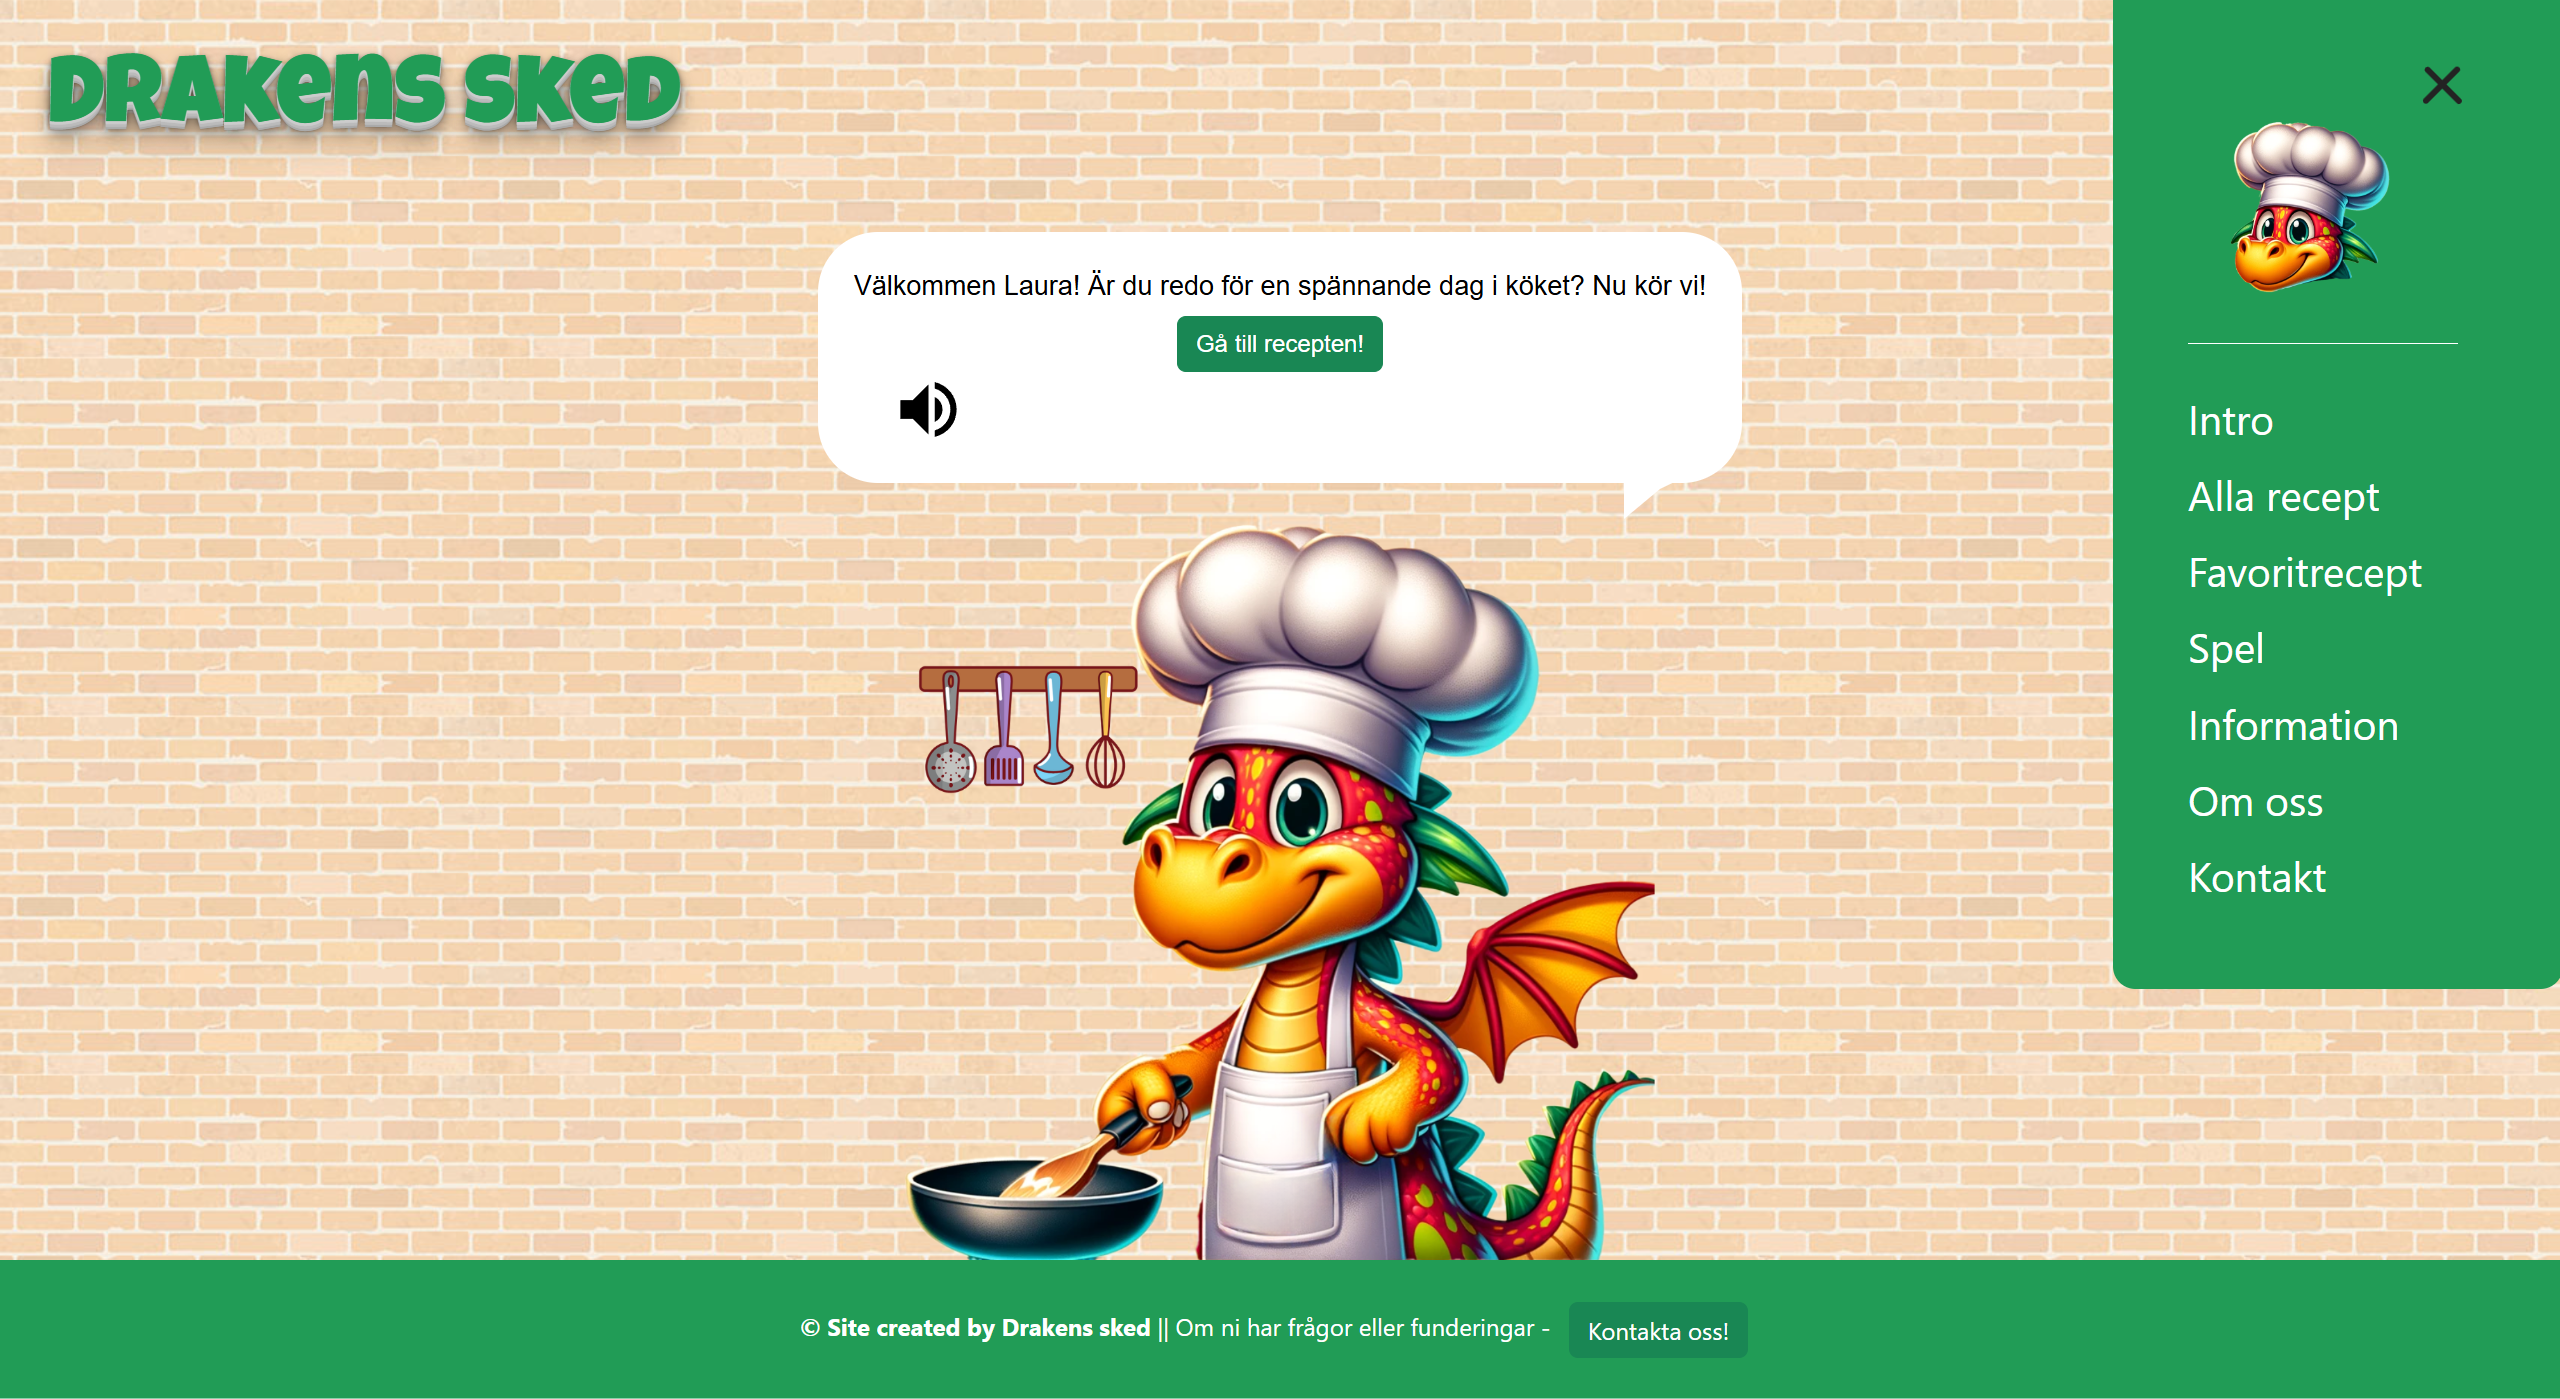 Drakens sked
Välkommen Laura! Är du redo för en spännande dag i köket? Nu kör vi!
Gå till recepten!
Intro
Alla recept
Favoritrecept
Spel
Information
Om oss
Kontakt
© Site created by Drakens sked || Om ni har frågor eller funderingar -
Kontakta oss!